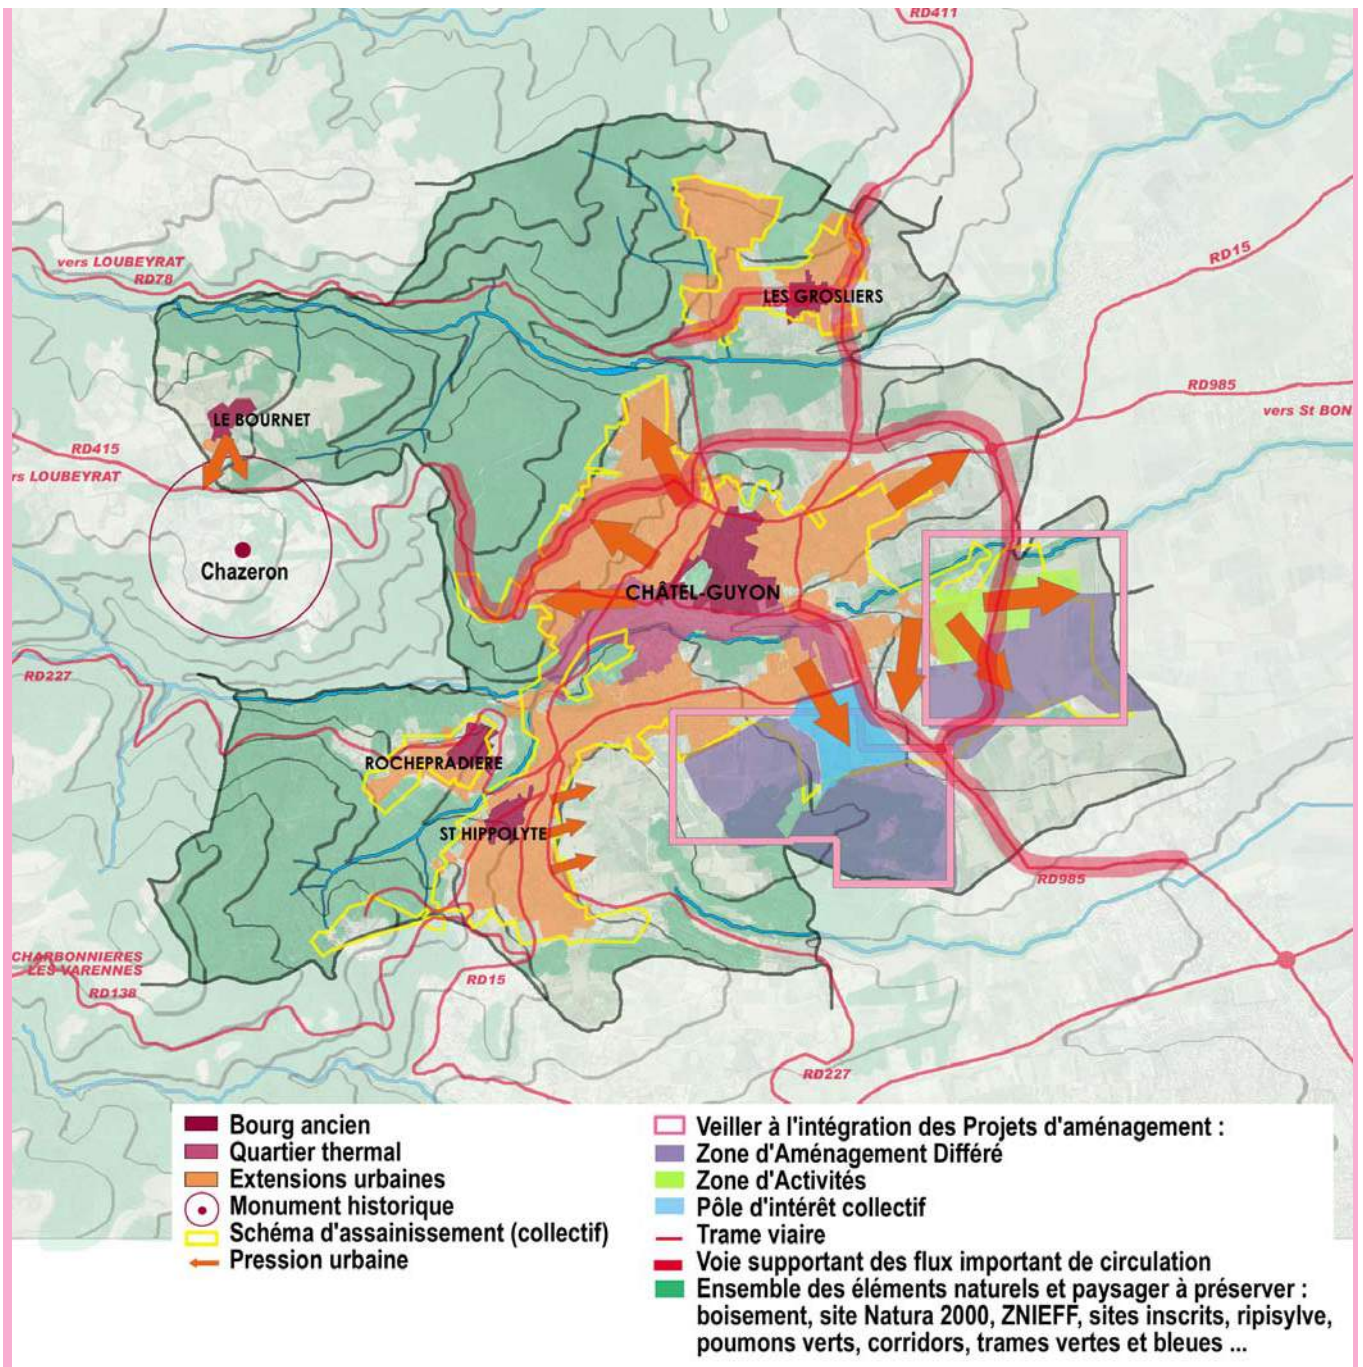 RD411
vers LOUBEYRAT
RD78
RD15
LES GROSLIERS
RD985
vers St BON
LE BOURNET
RD415
rs LOUBEYRAT
Chazeron
CHÂTEL-GUYON
RD227
ROCHEPRADIERE
ST HIPPOLYTE
RD985
CHARBONNIERES
LES VARENNES
RD138
RD15
RD227
Bourg ancien
Quartier thermal
Extensions urbaines
Monument historique
Schéma d'assainissement (collectif)
Pression urbaine
Veiller à l'intégration des Projets d'aménagement :
Zone d'Aménagement Différé
Zone d'Activités
Pôle d'intérêt collectif
Trame viaire
Voie supportant des flux important de circulation
Ensemble des éléments naturels et paysager à préserver :
boisement, site Natura 2000, ZNIEFF, sites inscrits, ripisylve,
poumons verts, corridors, trames vertes et bleues ...